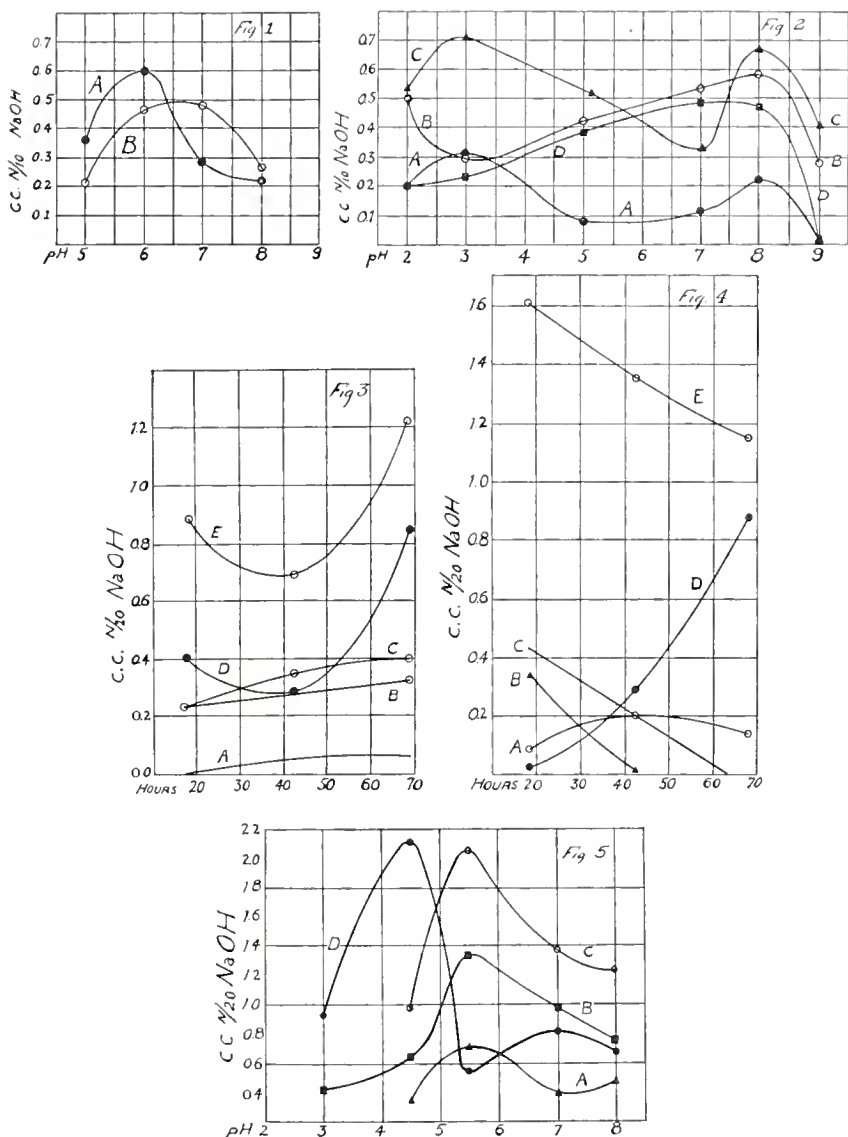 Fig 1
C.C. N/10 NaOH
0.7
0.6
0.5
0.4
0.3
0.2
0.1
A
B
pH 5 6 7 8 9
Fig 2
CC N/10 NaOH
0.7
0.6
0.5
0.4
0.3
0.2
0.1
C
B
A
D
A
C
B
D
pH 2 3 4 5 6 7 8 9
Fig 3
C.C. N/20 NaOH
1.2
1.0
0.8
0.6
0.4
0.2
0.0
E
D
C
B
A
HOURS 20 30 40 50 60 70
Fig. 4
C.C. N/20 NaOH
1.6
1.4
1.2
1.0
0.8
0.6
0.4
0.2
E
D
C
B
A
HOURS 20 30 40 50 60 70
Fig 5
CC N/20 NaOH
2.2
2.0
1.8
1.6
1.4
1.2
1.0
0.8
0.6
0.4
D
C
B
A
pH 2 3 4 5 6 7 8